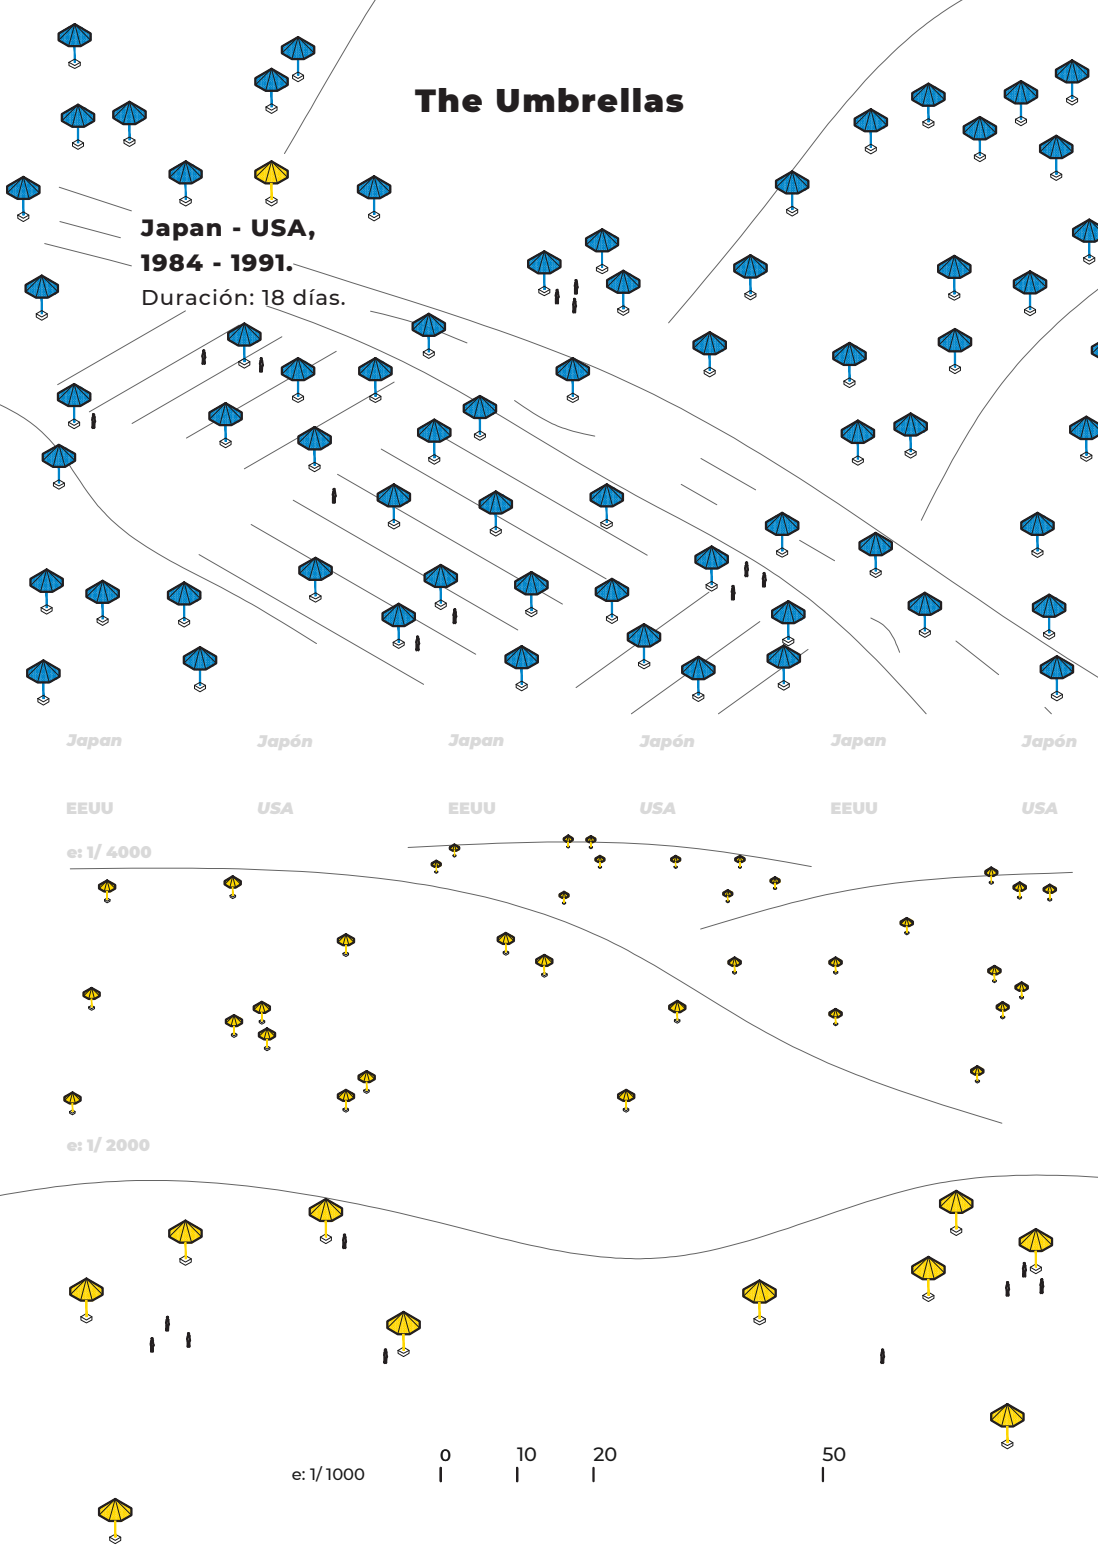 The Umbrellas
Japan - USA,
1984 - 1991.
Duración: 18 días.
Japan Japón Japan Japón Japan Japón
EEUU USA EEUU USA EEUU USA
e: 1/ 4000
e: 1/ 2000
0 10 20 50
e: 1/ 1000